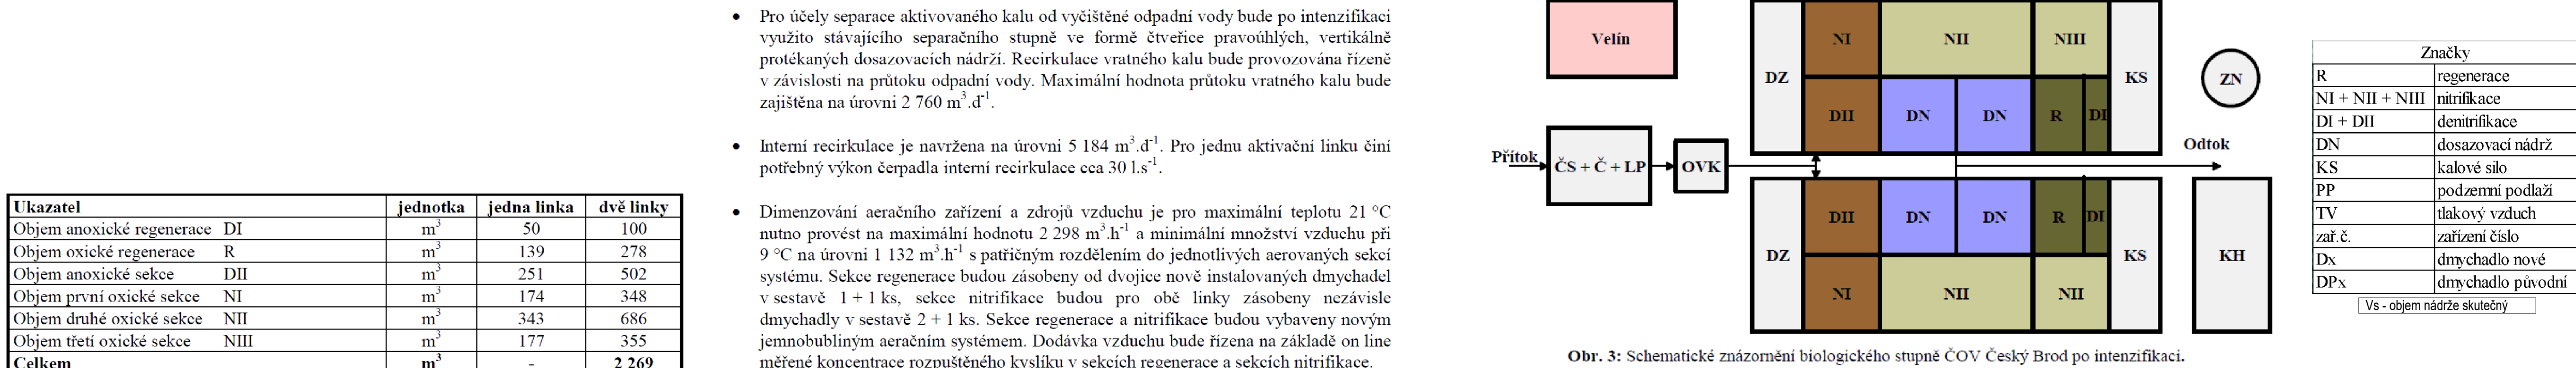 Ukazatel jednotka jedna linka dvě linky
Objem anoxické regenerace DI m³ 50 100
Objem oxické regenerace R m³ 139 278
Objem anoxické sekce DII m³ 251 502
Objem první oxické sekce NI m³ 174 348
Objem druhé oxické sekce NII m³ 343 686
Objem třetí oxické sekce NIII m³ 177 355
Celkem m³ - 2 269
• Pro účely separace aktivovaného kalu od vyčištěné odpadní vody bude po intenzifikaci
využito stávajícího separačního stupně ve formě čtveřice pravoúhlých, vertikálně
protékaných dosazovacích nádrží. Recirkulace vratného kalu bude provozována řízeně
v závislosti na průtoku odpadní vody. Maximální hodnota průtoku vratného kalu bude
zajištěna na úrovni 2 760 m³.d⁻¹.
• Interní recirkulace je navržena na úrovni 5 184 m³.d⁻¹. Pro jednu aktivační linku činí
potřebný výkon čerpadla interní recirkulace cca 30 l.s⁻¹.
• Dimenzování aeračního zařízení a zdrojů vzduchu je pro maximální teplotu 21 °C
nutno provést na maximální hodnotu 2 298 m³.h⁻¹ a minimální množství vzduchu při
9 °C na úrovni 1 132 m³.h⁻¹ s patřičným rozdělením do jednotlivých aerovaných sekcí
systému. Sekce regenerace budou zásobeny od dvojice nově instalovaných dmychadel
v sestavě 1 + 1 ks, sekce nitrifikace budou pro obě linky zásobeny nezávisle
dmychadly v sestavě 2 + 1 ks. Sekce regenerace a nitrifikace budou vybaveny novým
jemnobubliným aeračním systémem. Dodávka vzduchu bude řízena na základě on line
měřené koncentrace rozpuštěného kyslíku v sekcích regenerace a sekcích nitrifikace.
Velín
DZ NI NII NIII KS ZN
DII DN DN R DI
Přítok ČS + Č + LP OVK Odtok
DII DN DN R DI
DZ NI NII NII KS KH
Obr. 3: Schematické znázornění biologického stupně ČOV Český Brod po intenzifikaci.
Značky
R regenerace
NI + NII + NIII nitrifikace
DI + DII denitrifikace
DN dosazovací nádrž
KS kalové silo
PP podzemní podlaží
TV tlakový vzduch
zař.č. zařízení číslo
Dx dmychadlo nové
DPx dmychadlo původní
Vs - objem nádrže skutečný